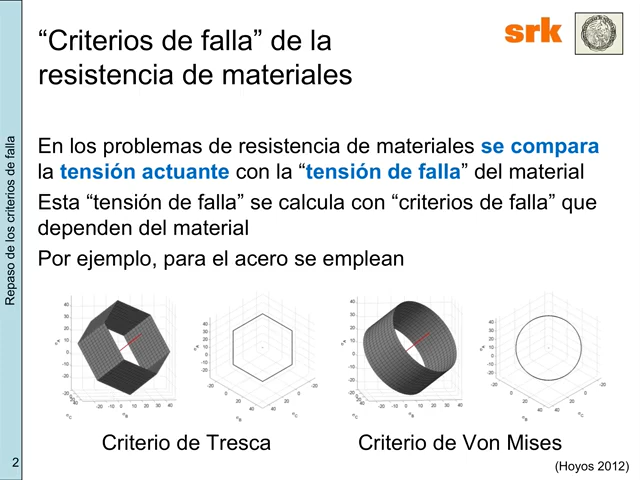 “Criterios de falla” de la
resistencia de materiales
srk
Repaso de los criterios de falla
En los problemas de resistencia de materiales se compara
la tensión actuante con la “tensión de falla” del material
Esta “tensión de falla” se calcula con “criterios de falla” que
dependen del material
Por ejemplo, para el acero se emplean
Criterio de Tresca
Criterio de Von Mises
2
(Hoyos 2012)